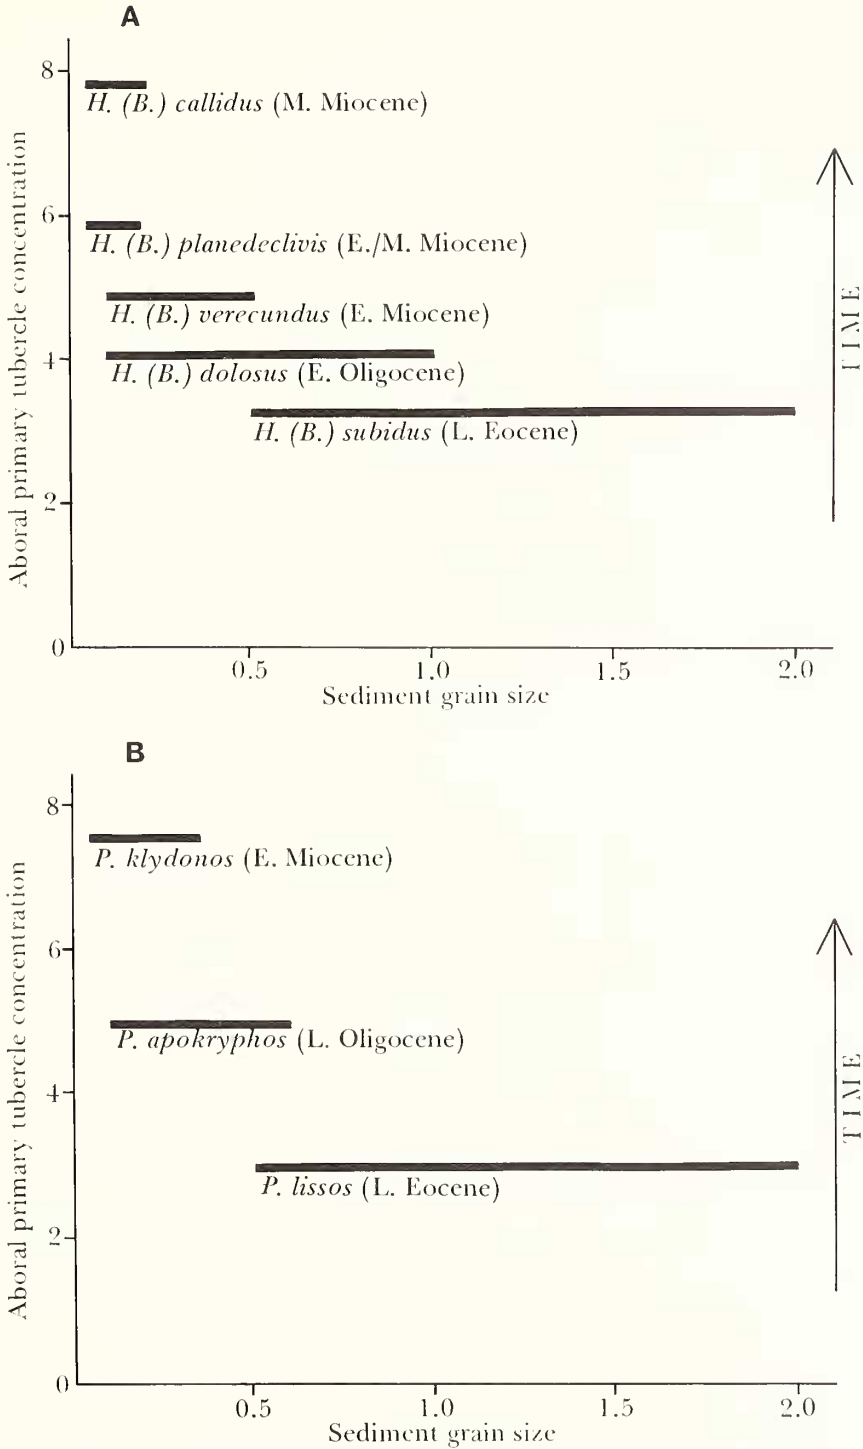 A
8
H. (B.) callidus (M. Miocene)
6
H. (B.) planedeclivis (E./M. Miocene)
H. (B.) verecundus (E. Miocene)
4
H. (B.) dolosus (E. Oligocene)
H. (B.) subidus (L. Eocene)
2
0
0.5 1.0 1.5 2.0
Sediment grain size
Aboral primary tubercle concentration
TIME
B
8
P. klydonos (E. Miocene)
6
P. apokryphos (L. Oligocene)
4
P. lissos (L. Eocene)
2
0
0.5 1.0 1.5 2.0
Sediment grain size
Aboral primary tubercle concentration
TIME